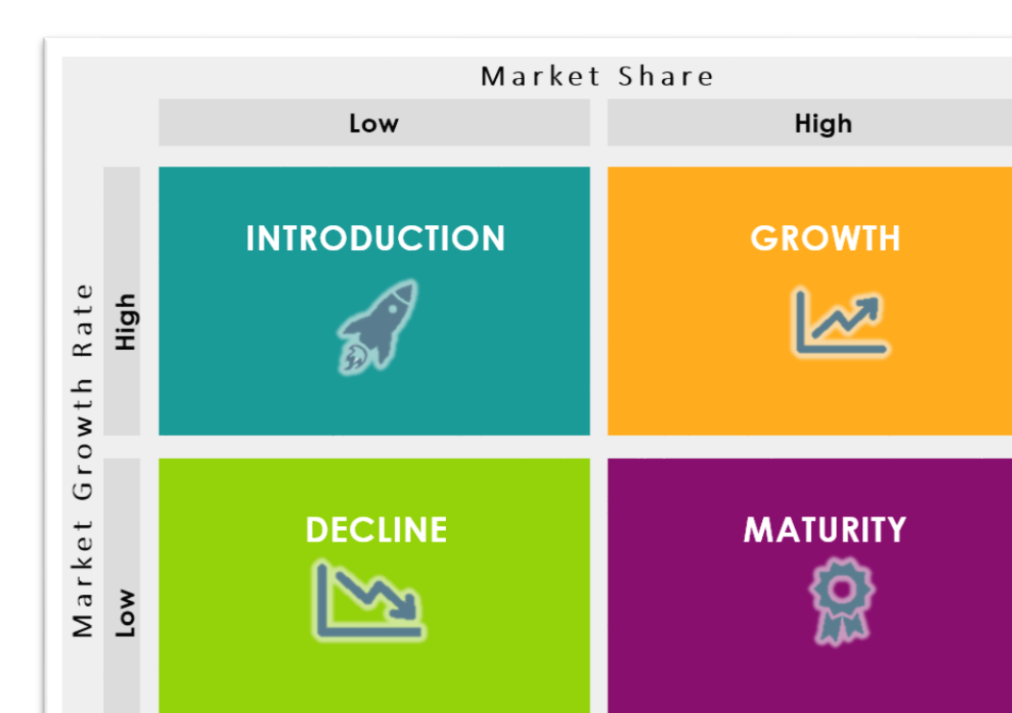 Market Share
Low
High
Market Growth Rate
High
INTRODUCTION
GROWTH
Low
DECLINE
MATURITY